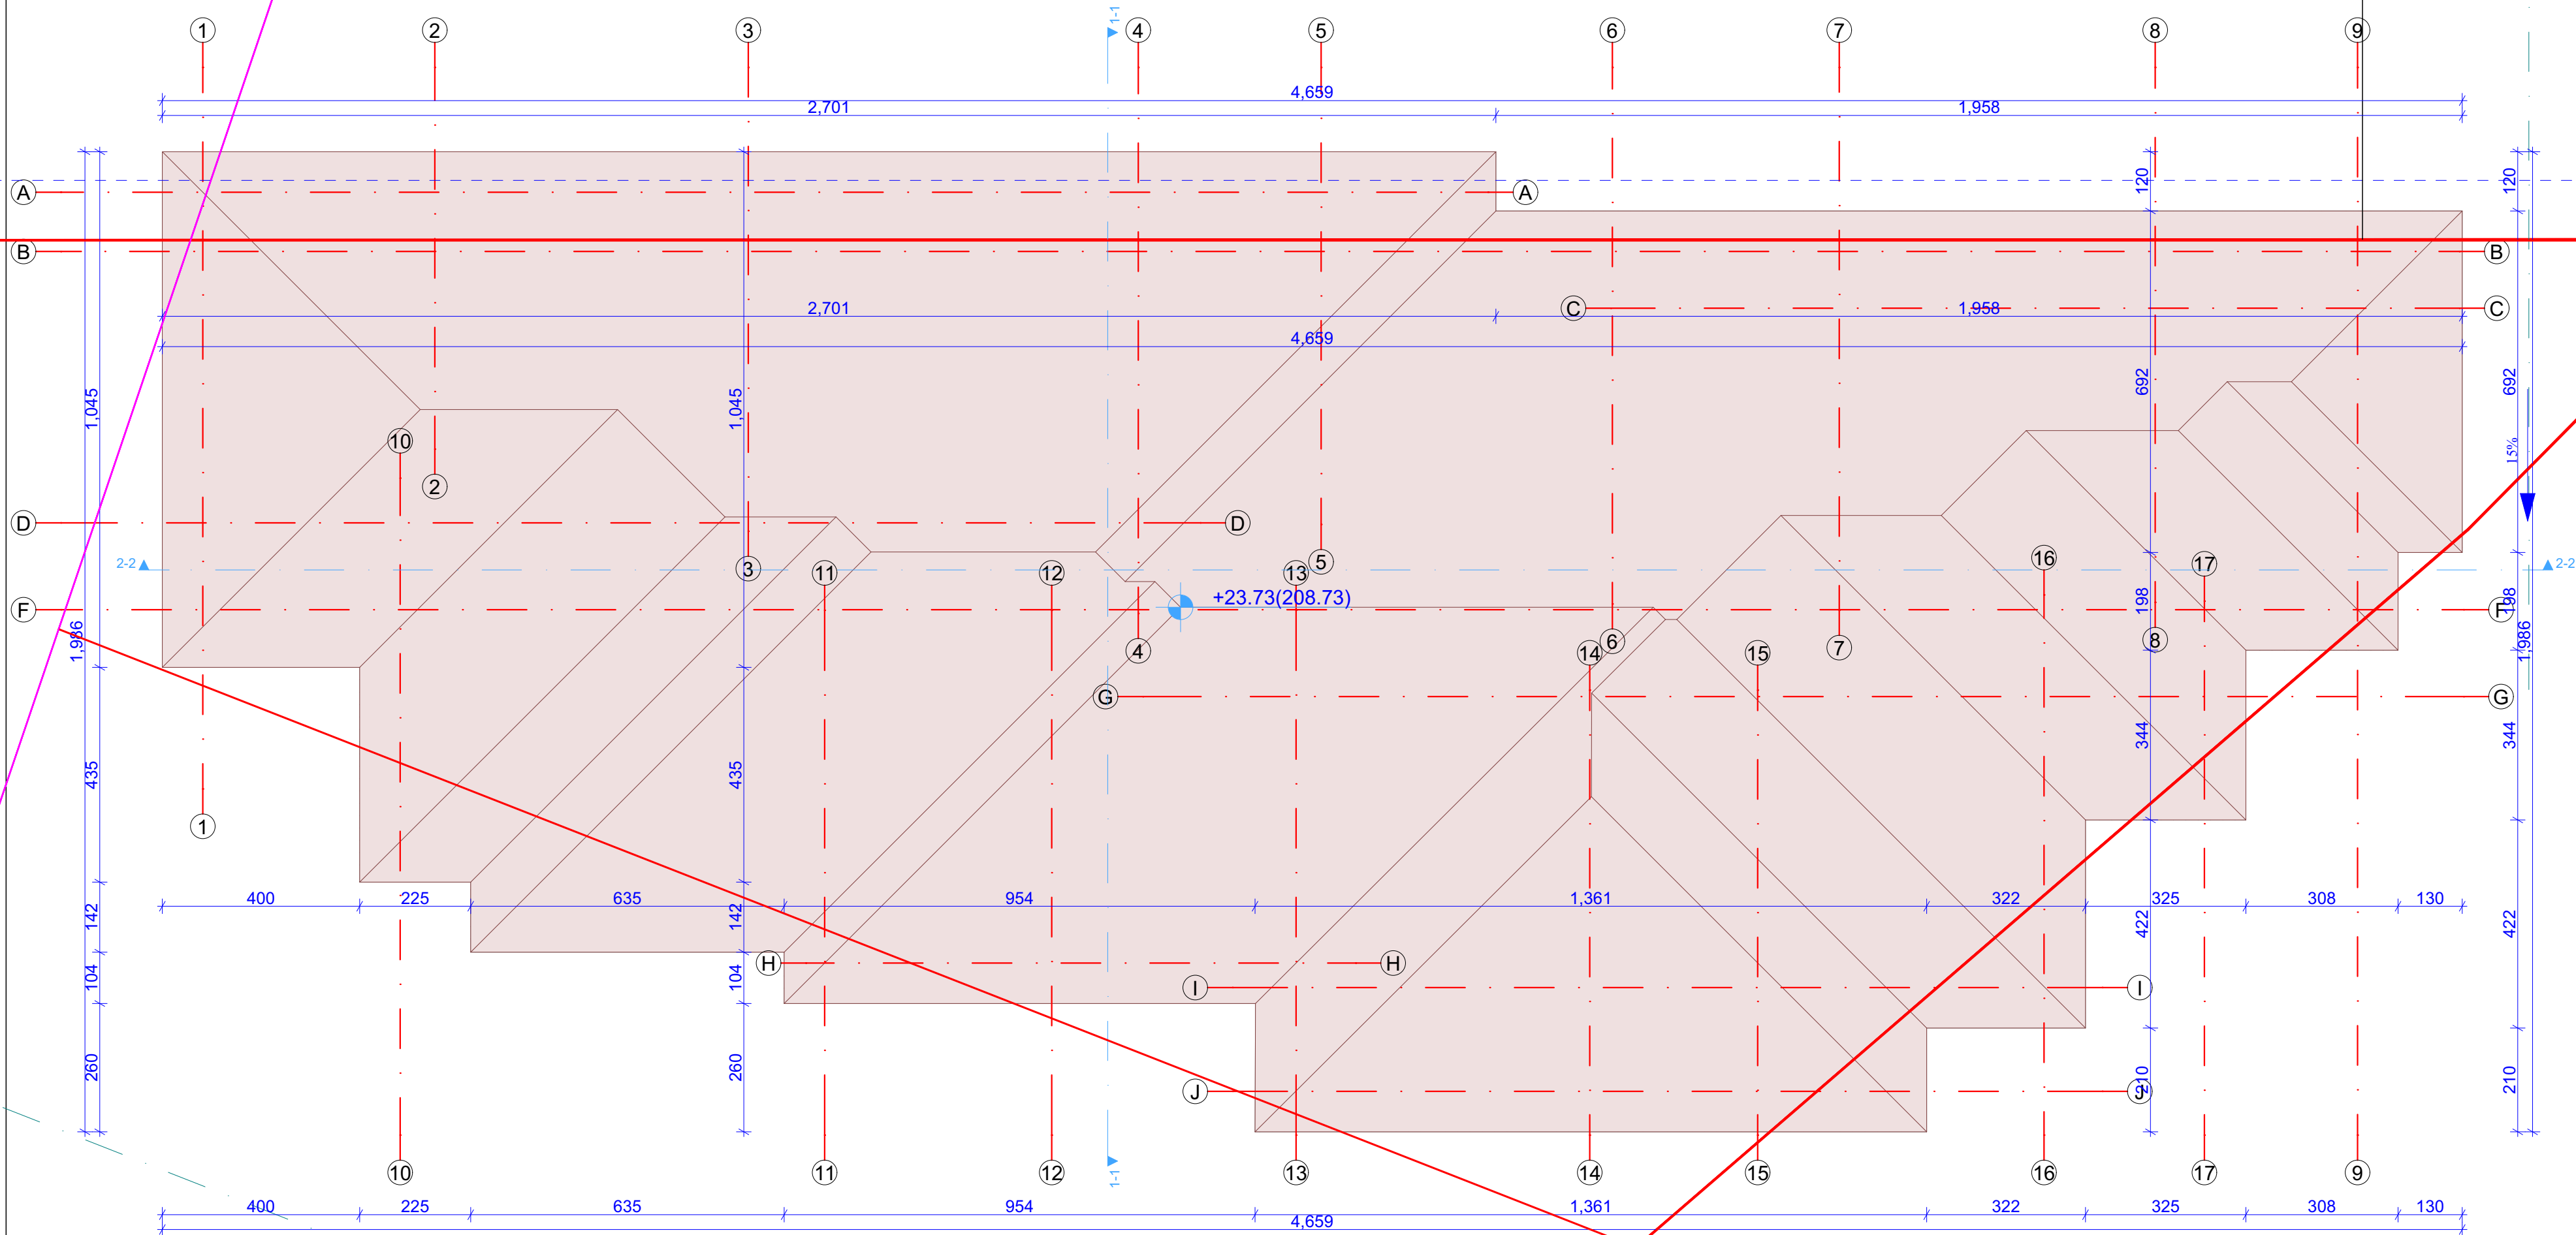 1 2 3 1-1 4 5 6 7 8 9
4,659
2,701 1,958
A A
120 120
B B
2,701 C 1,958 C
4,659
1,045 1,045 692 692
10
15%
2
D D
2-2 3 11 12 13 5 16 17 2-2
+23.73(208.73)
F 198 198 F
1,986 4 14 6 15 7 8 1,986
G G
344 344
435 435
1
400 225 635 954 1,361 322 325 308 130
142 142 422 422
H H
104 104 I I
260 260 J J 210 210
10 11 12 1-1 13 14 15 16 17 9
400 225 635 954 1,361 322 325 308 130
4,659